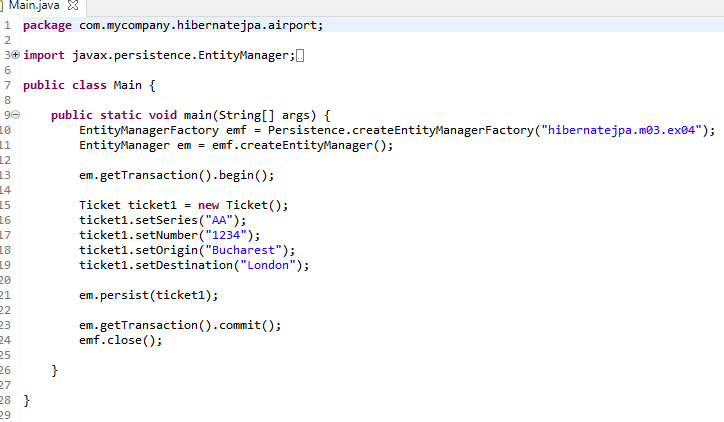 Main.java
1 package com.mycompany.hibernatejpa.airport;
2
3 import javax.persistence.EntityManager;
6
7 public class Main {
8
9 public static void main(String[] args) {
10 EntityManagerFactory emf = Persistence.createEntityManagerFactory("hibernatejpa.m03.ex04");
11 EntityManager em = emf.createEntityManager();
12
13 em.getTransaction().begin();
14
15 Ticket ticket1 = new Ticket();
16 ticket1.setSeries("AA");
17 ticket1.setNumber("1234");
18 ticket1.setOrigin("Bucharest");
19 ticket1.setDestination("London");
20
21 em.persist(ticket1);
22
23 em.getTransaction().commit();
24 emf.close();
25
26 }
27
28 }
29